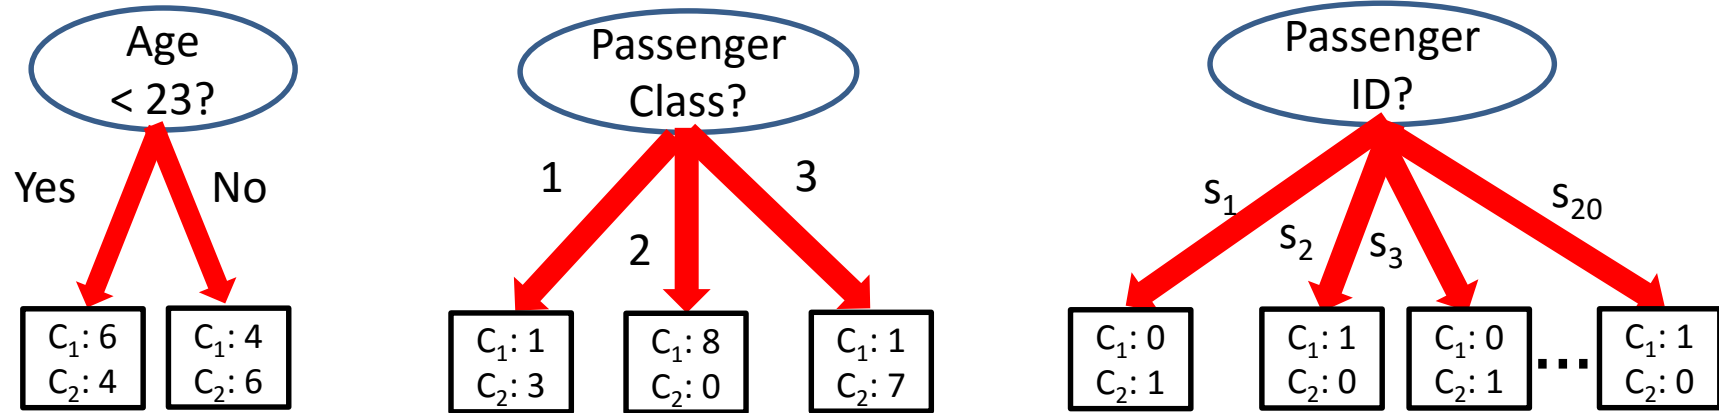 Age
< 23?
Yes
No
C₁: 6
C₂: 4
C₁: 4
C₂: 6
Passenger
Class?
1
2
3
C₁: 1
C₂: 3
C₁: 8
C₂: 0
C₁: 1
C₂: 7
Passenger
ID?
s₁
s₂
s₃
s₂₀
C₁: 0
C₂: 1
C₁: 1
C₂: 0
C₁: 0
C₂: 1
...
C₁: 1
C₂: 0